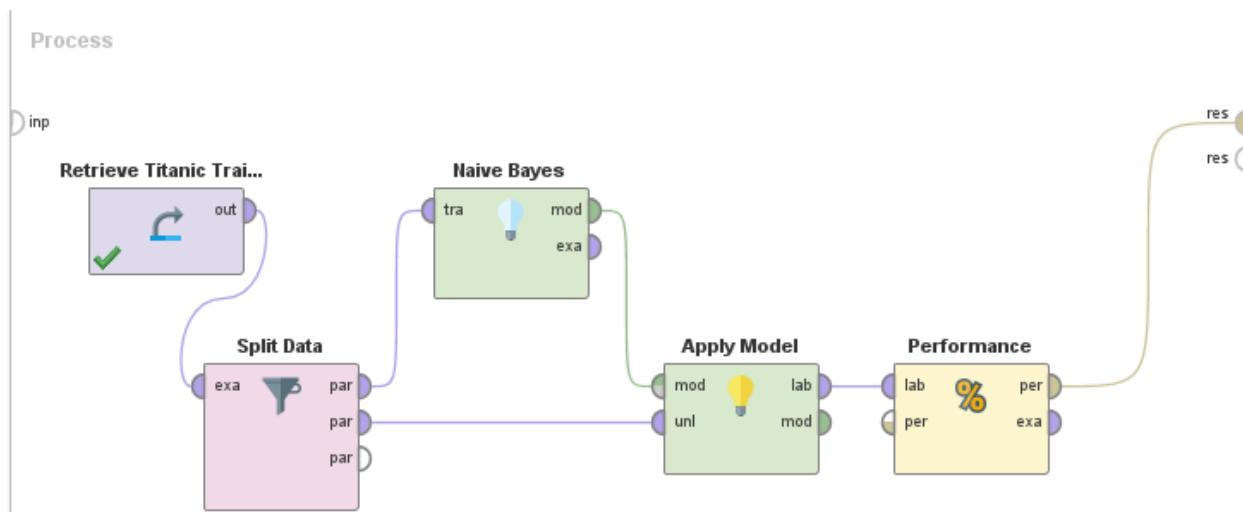 Process
inp
res
res
Retrieve Titanic Trai...
out
Naive Bayes
tra
mod
exa
Split Data
exa
par
par
par
Apply Model
mod
lab
unl
mod
Performance
lab
per
per
exa
%